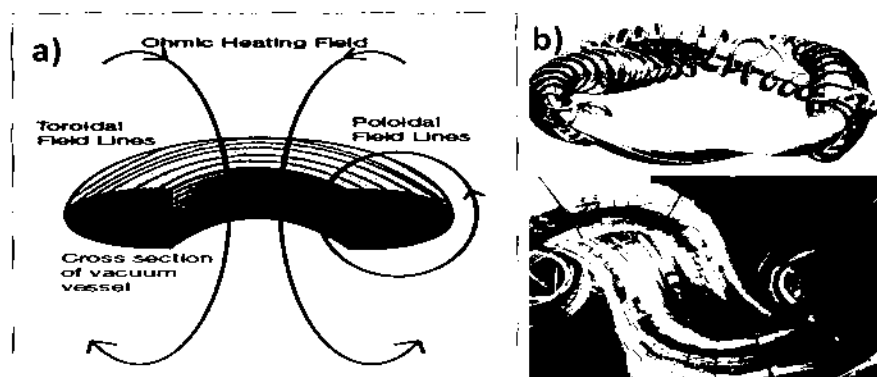 a)
Ohmic Heating Field
b)
Toroidal
Field Lines
Poloidal
Field Lines
Cross section
of vacuum
vessel